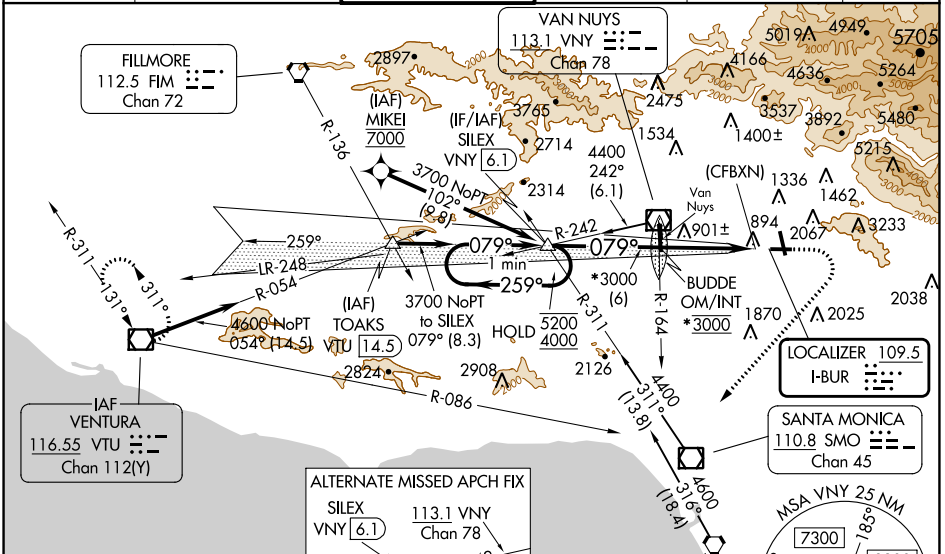 VAN NUYS
113.1 VNY
Chan 78
FILLMORE
112.5 FIM
Chan 72
2897
5019
4949
5705
4166
4636
5264
2475
3765
3537
3892
5480
(IAF)
MIKEI
7000
(IF/IAF)
SILEX
VNY 6.1
2714
1534
1400±
5215
R-136
4400
242°
(6.1)
(CFBXN)
3700 NoPT
102°
(9.8)
2314
1336
1462
Van
Nuys
R-242
901±
894
2067
3233
259°
079°
079°
R-311
LR-248
1 min
259°
*3000
(6)
BUDDE
OM/INT
*3000
2038
R-054
131°
311°
(IAF)
TOAKS
VTU 14.5
3700 NoPT
to SILEX
079° (8.3)
HOLD
5200
4000
R-311
R-164
1870
2025
4600 NoPT
054° (14.5)
2824
2908
2126
LOCALIZER 109.5
I-BUR
R-086
4400
311°
(13.8)
IAF
VENTURA
116.55 VTU
Chan 112(Y)
SANTA MONICA
110.8 SMO
Chan 45
4600
316°
(18.4)
ALTERNATE MISSED APCH FIX
SILEX
VNY 6.1
113.1 VNY
Chan 78
MSA VNY 25 NM
7300
185°